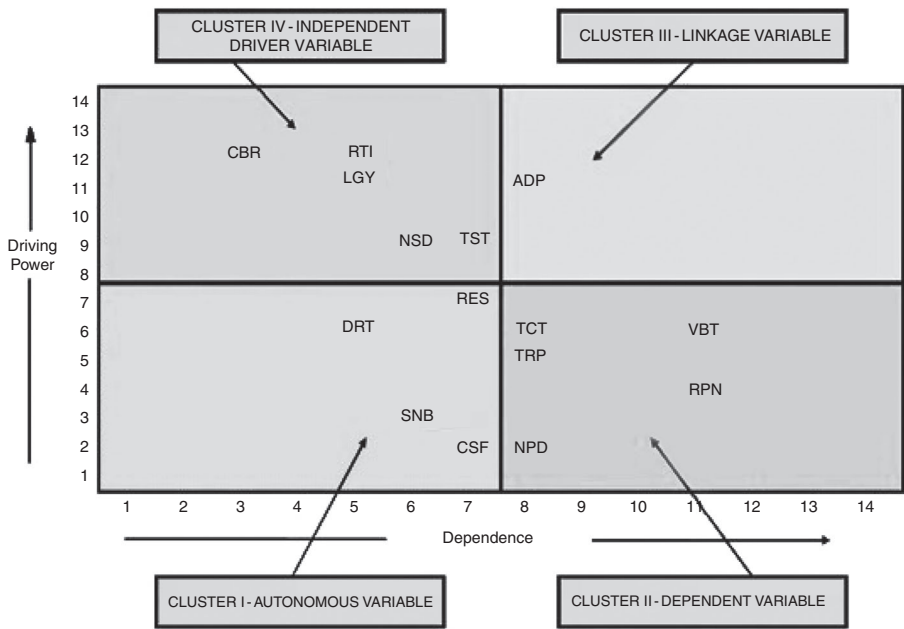 CLUSTER IV-INDEPENDENT
DRIVER VARIABLE
CLUSTER III-LINKAGE VARIABLE
14
13
12 CBR RTI
LGY ADP
11
10
Driving
Power
9 NSD TST
8
7 RES
6 DRT TCT VBT
5 TRP
4 RPN
3 SNB
2 CSF NPD
1
1 2 3 4 5 6 7 8 9 10 11 12 13 14
Dependence
CLUSTER I-AUTONOMOUS VARIABLE
CLUSTER II-DEPENDENT VARIABLE